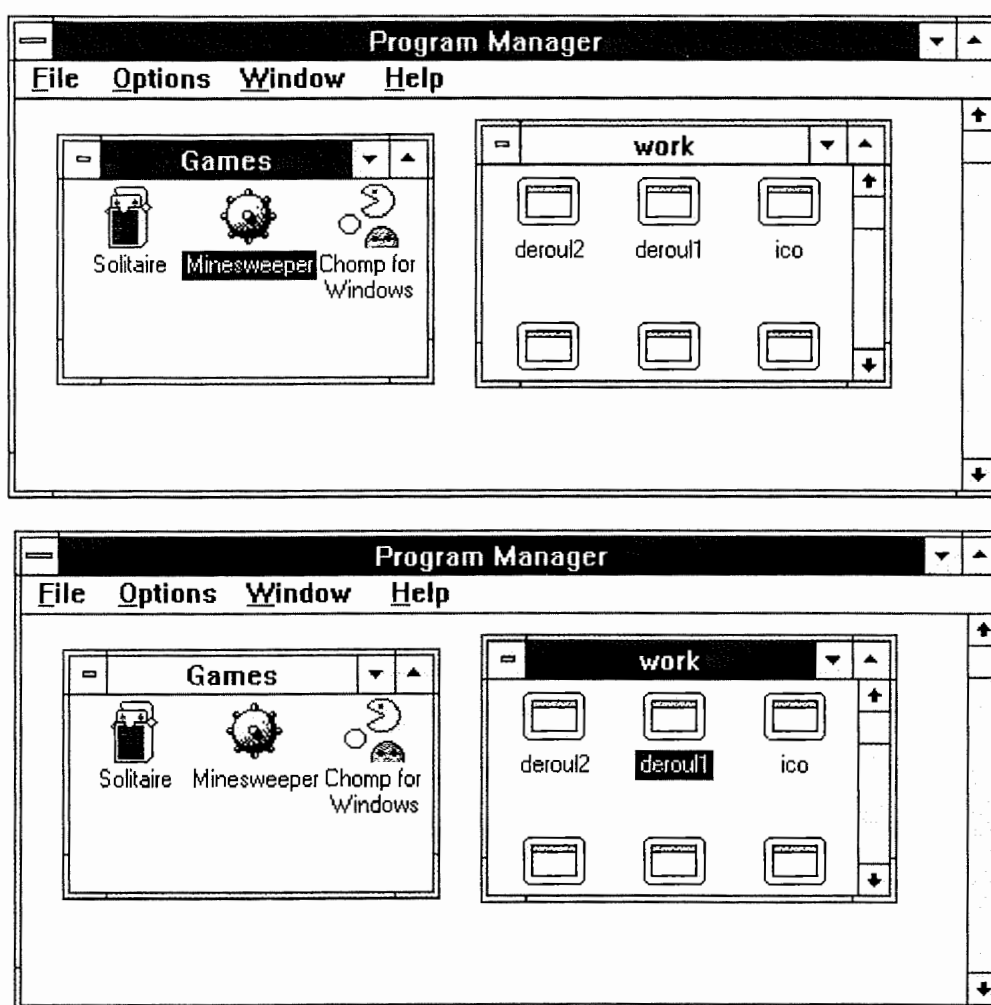 Program Manager
File Options Window Help
Games
Solitaire Minesweeper Chomp for
Windows
work
deroul2 deroul1 ico
Program Manager
File Options Window Help
Games
Solitaire Minesweeper Chomp for
Windows
work
deroul2 deroul1 ico